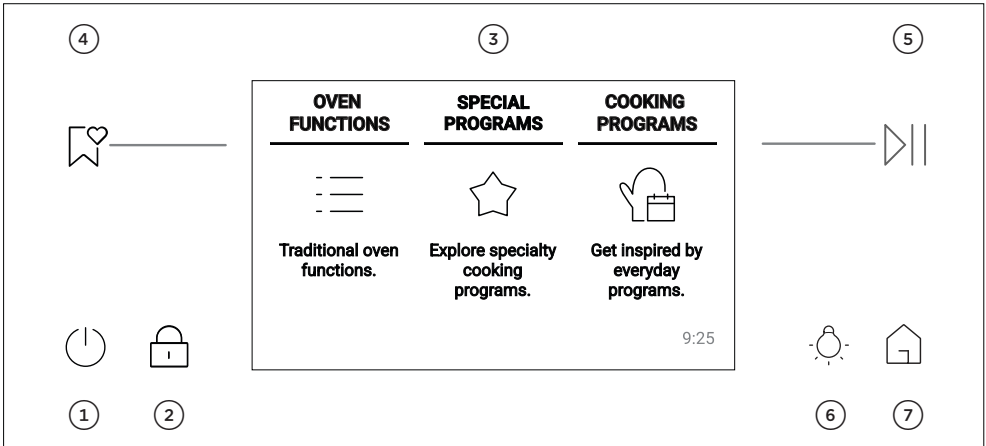 4
3
5
OVEN
FUNCTIONS
SPECIAL
PROGRAMS
COOKING
PROGRAMS
Traditional oven
functions.
Explore specialty
cooking
programs.
Get inspired by
everyday
programs.
9:25
1
2
6
7